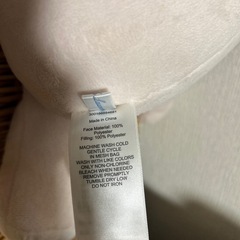 Made in China
Face Material: 100%
Polyester
Filling: 100% Polyester
MACHINE WASH COLD
GENTLE CYCLE
IN MESH BAG
WASH WITH LIKE COLORS
ONLY NON-CHLORINE
BLEACH WHEN NEEDED
REMOVE PROMPTLY
TUMBLE DRY LOW
DO NOT IRON